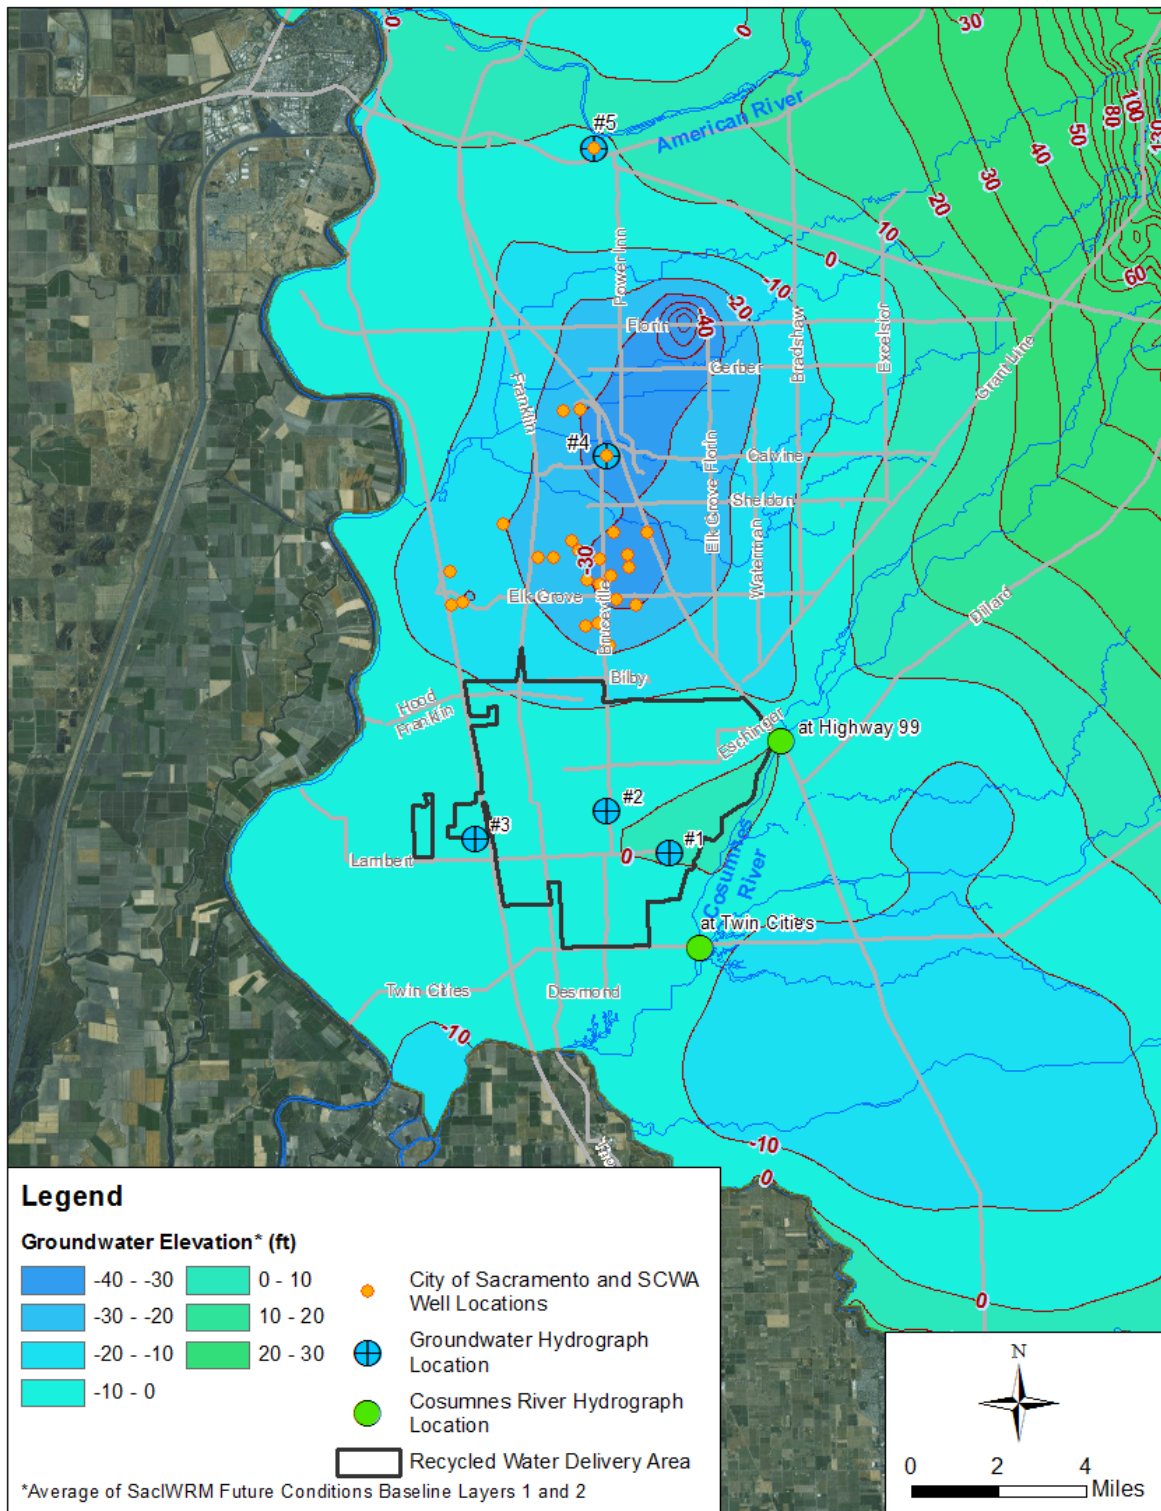 0
0
30
#5
American River
100
80
50
40
30
20
10
0
60
Power Inn
-10
-20
-40
Florin
Bradshaw
Excelsior
Gerber
Grant Line
Franklin
#4
Calvine
Elk Grove Florin
Sheldon
-30
Waterman
Elk Grove
Bruceville
Dillard
Bilby
Hood
Franklin
Eschinger
at Highway 99
#2
#3
#1
0
Lambert
Cosumnes
River
at Twin Cities
Twin Cities
Desmond
-10
-10
0
0
Legend
Groundwater Elevation* (ft)
-40 - -30
-30 - -20
-20 - -10
-10 - 0
0 - 10
10 - 20
20 - 30
City of Sacramento and SCWA
Well Locations
Groundwater Hydrograph
Location
Cosumnes River Hydrograph
Location
Recycled Water Delivery Area
*Average of SacIWRM Future Conditions Baseline Layers 1 and 2
N
0 2 4
Miles